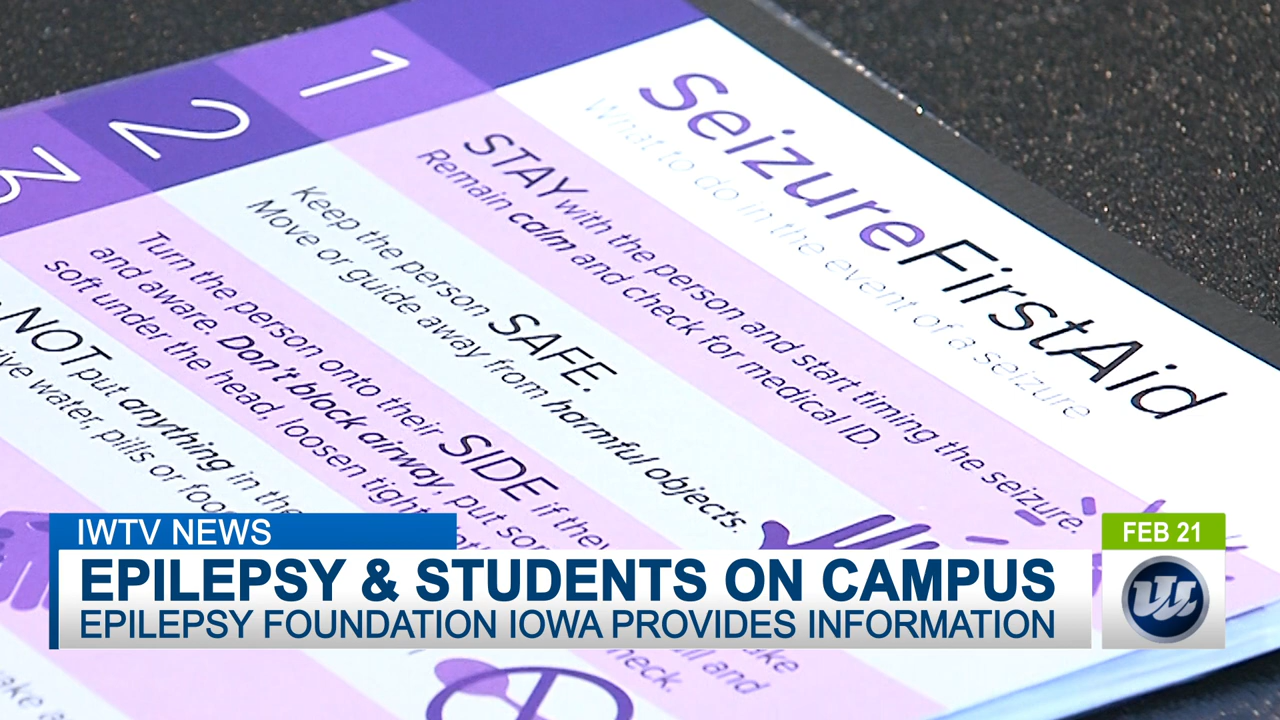 SeizureFirstAid
What to do in the event of a seizure
1
STAY with the person and start timing the seizure.
Remain calm and check for medical ID.
2
Keep the person SAFE.
Move or guide away from harmful objects.
3
Turn the person onto their SIDE if they
and aware. Don't block airway, put
soft under the head, loosen tight
NOT put anything in the
water, pills or
and
IWTV NEWS
EPILEPSY & STUDENTS ON CAMPUS
EPILEPSY FOUNDATION IOWA PROVIDES INFORMATION
FEB 21